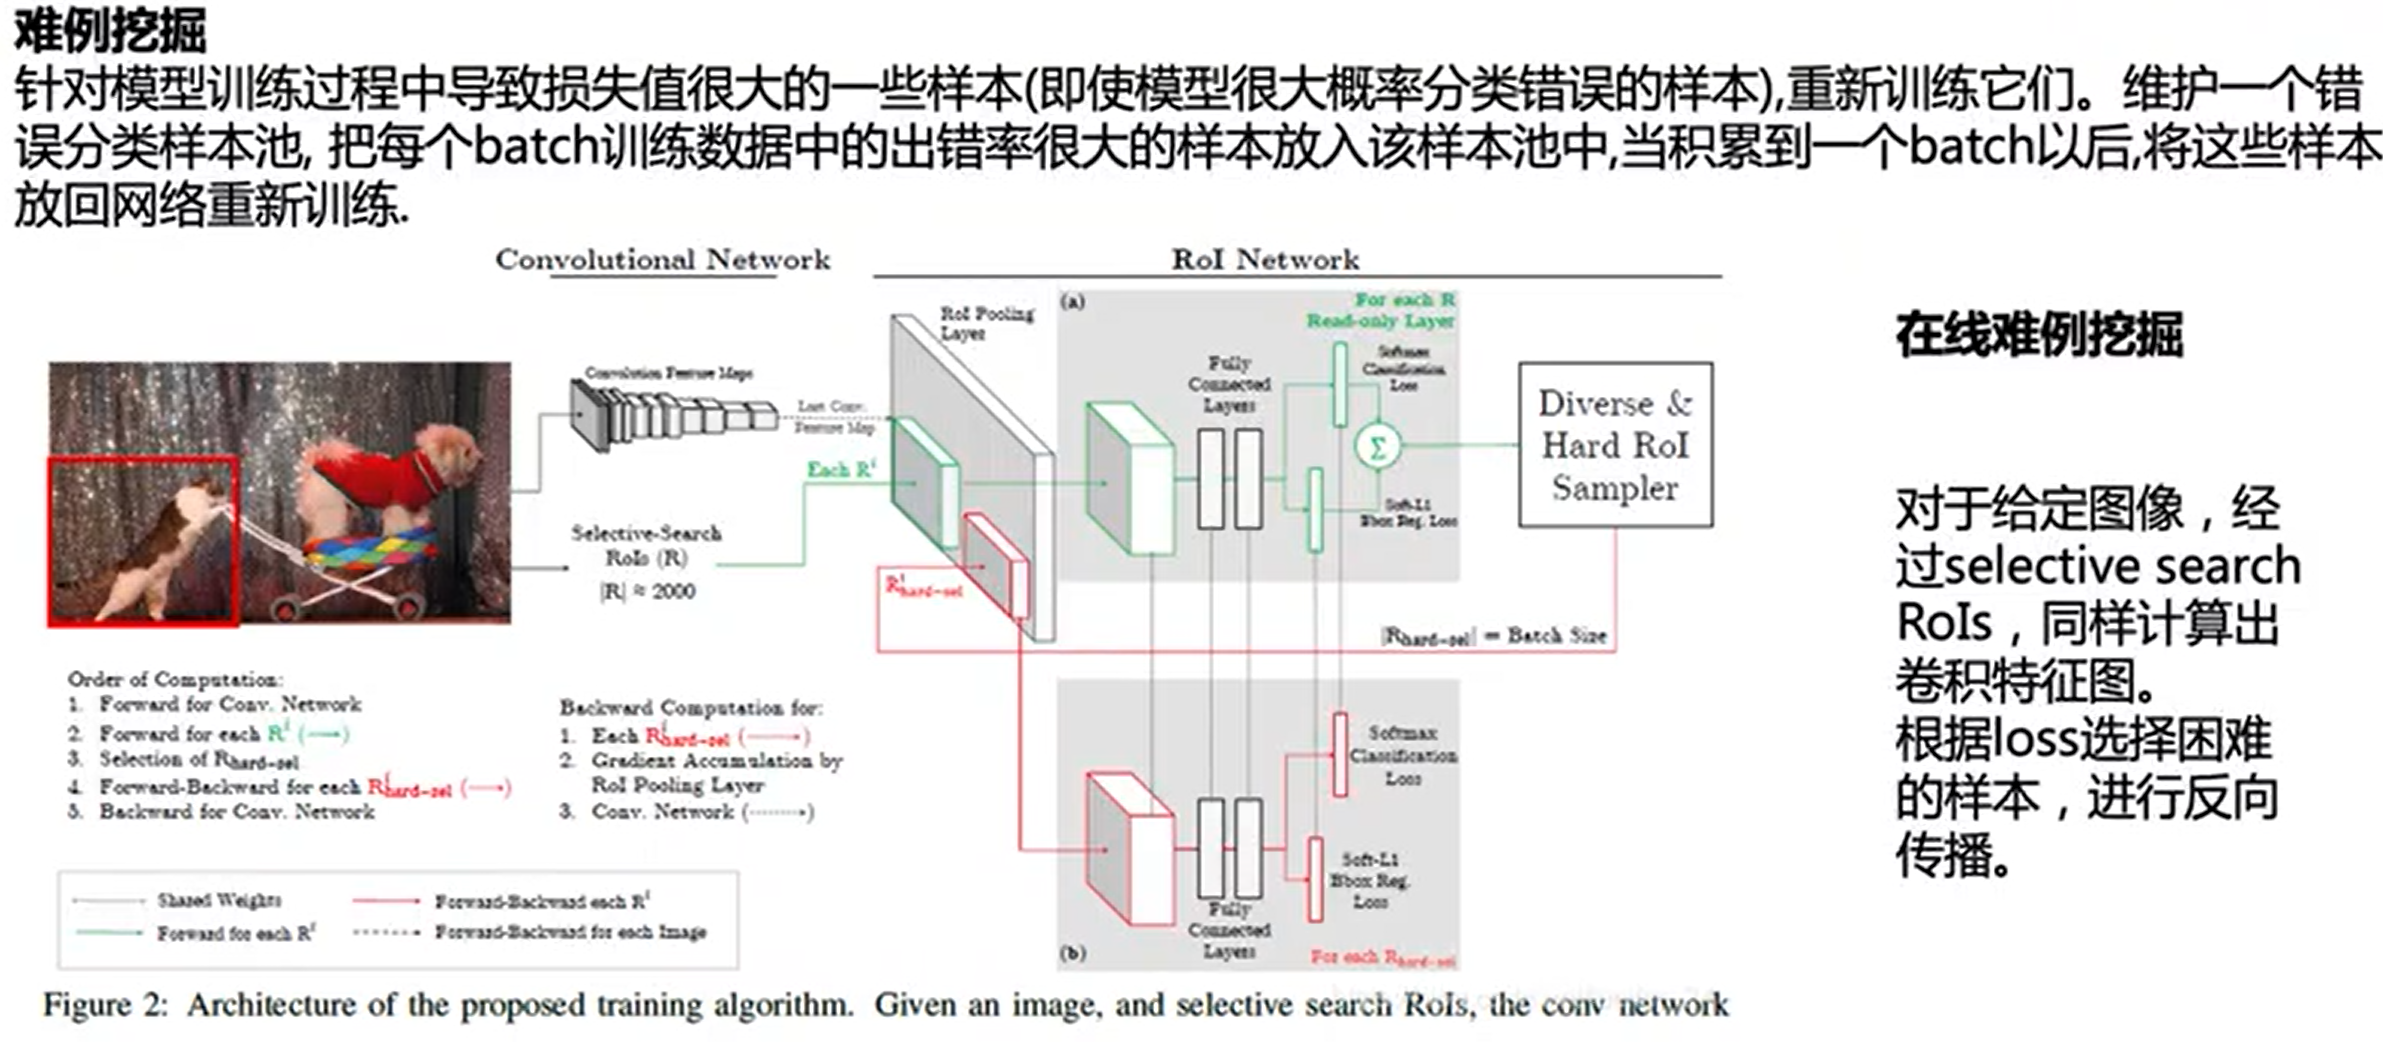 难例挖掘
针对模型训练过程中导致损失值很大的一些样本(即使模型很大概率分类错误的样本),重新训练它们。维护一个错
误分类样本池, 把每个batch训练数据中的出错率很大的样本放入该样本池中,当积累到一个batch以后,将这些样本
放回网络重新训练.
Convolutional Network
RoI Network
RoI Pooling
Layer
(a)
For each R
Read-only Layer
Convolution Feature Maps
Last Conv.
Feature Map
Fully
Connected
Layers
Softmax
Classification
Loss
Σ
Soft-L1
Bbox Reg. Loss
Diverse &
Hard RoI
Sampler
Each Rⁱ
Selective-Search
RoIs (R)
|R| ≈ 2000
Rⁱhard-sel
|Rhard-sel| = Batch Size
Order of Computation:
1. Forward for Conv. Network
2. Forward for each Rⁱ (→)
3. Selection of Rhard-sel
4. Forward-Backward for each Rⁱhard-sel (→)
5. Backward for Conv. Network
Backward Computation for:
1. Each Rⁱhard-sel (→)
2. Gradient Accumulation by
RoI Pooling Layer
3. Conv. Network (⇢)
Softmax
Classification
Loss
Soft-L1
Bbox Reg.
Loss
Fully
Connected
Layers
(b)
For each Rhard-sel
Shared Weights
Forward-Backward each Rⁱ
Forward for each Rⁱ
Forward-Backward for each Image
Figure 2: Architecture of the proposed training algorithm. Given an image, and selective search RoIs, the conv network
在线难例挖掘
对于给定图像，经
过selective search
RoIs，同样计算出
卷积特征图。
根据loss选择困难
的样本，进行反向
传播。